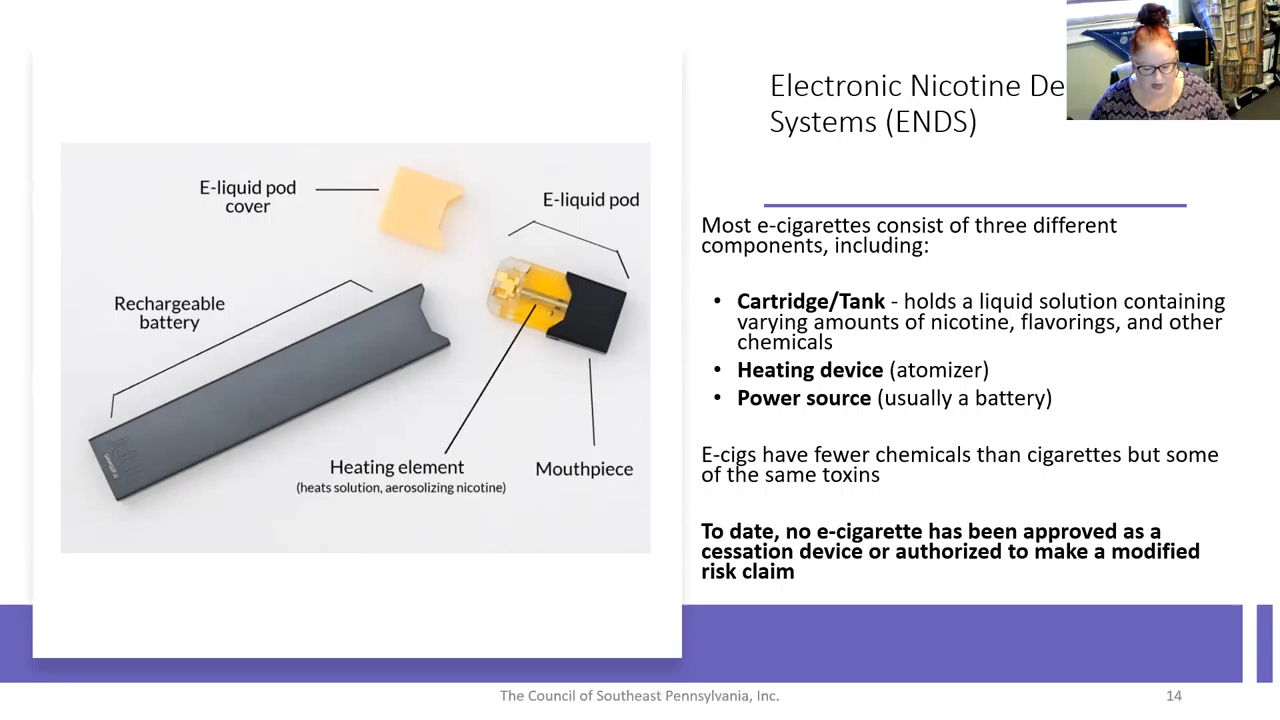 Electronic Nicotine De
Systems (ENDS)
E-liquid pod
cover
E-liquid pod
Rechargeable
battery
Heating element
(heats solution, aerosolizing nicotine)
Mouthpiece
JUUL
Most e-cigarettes consist of three different
components, including:
• Cartridge/Tank - holds a liquid solution containing
varying amounts of nicotine, flavorings, and other
chemicals
• Heating device (atomizer)
• Power source (usually a battery)
E-cigs have fewer chemicals than cigarettes but some
of the same toxins
To date, no e-cigarette has been approved as a
cessation device or authorized to make a modified
risk claim
The Council of Southeast Pennsylvania, Inc.
14